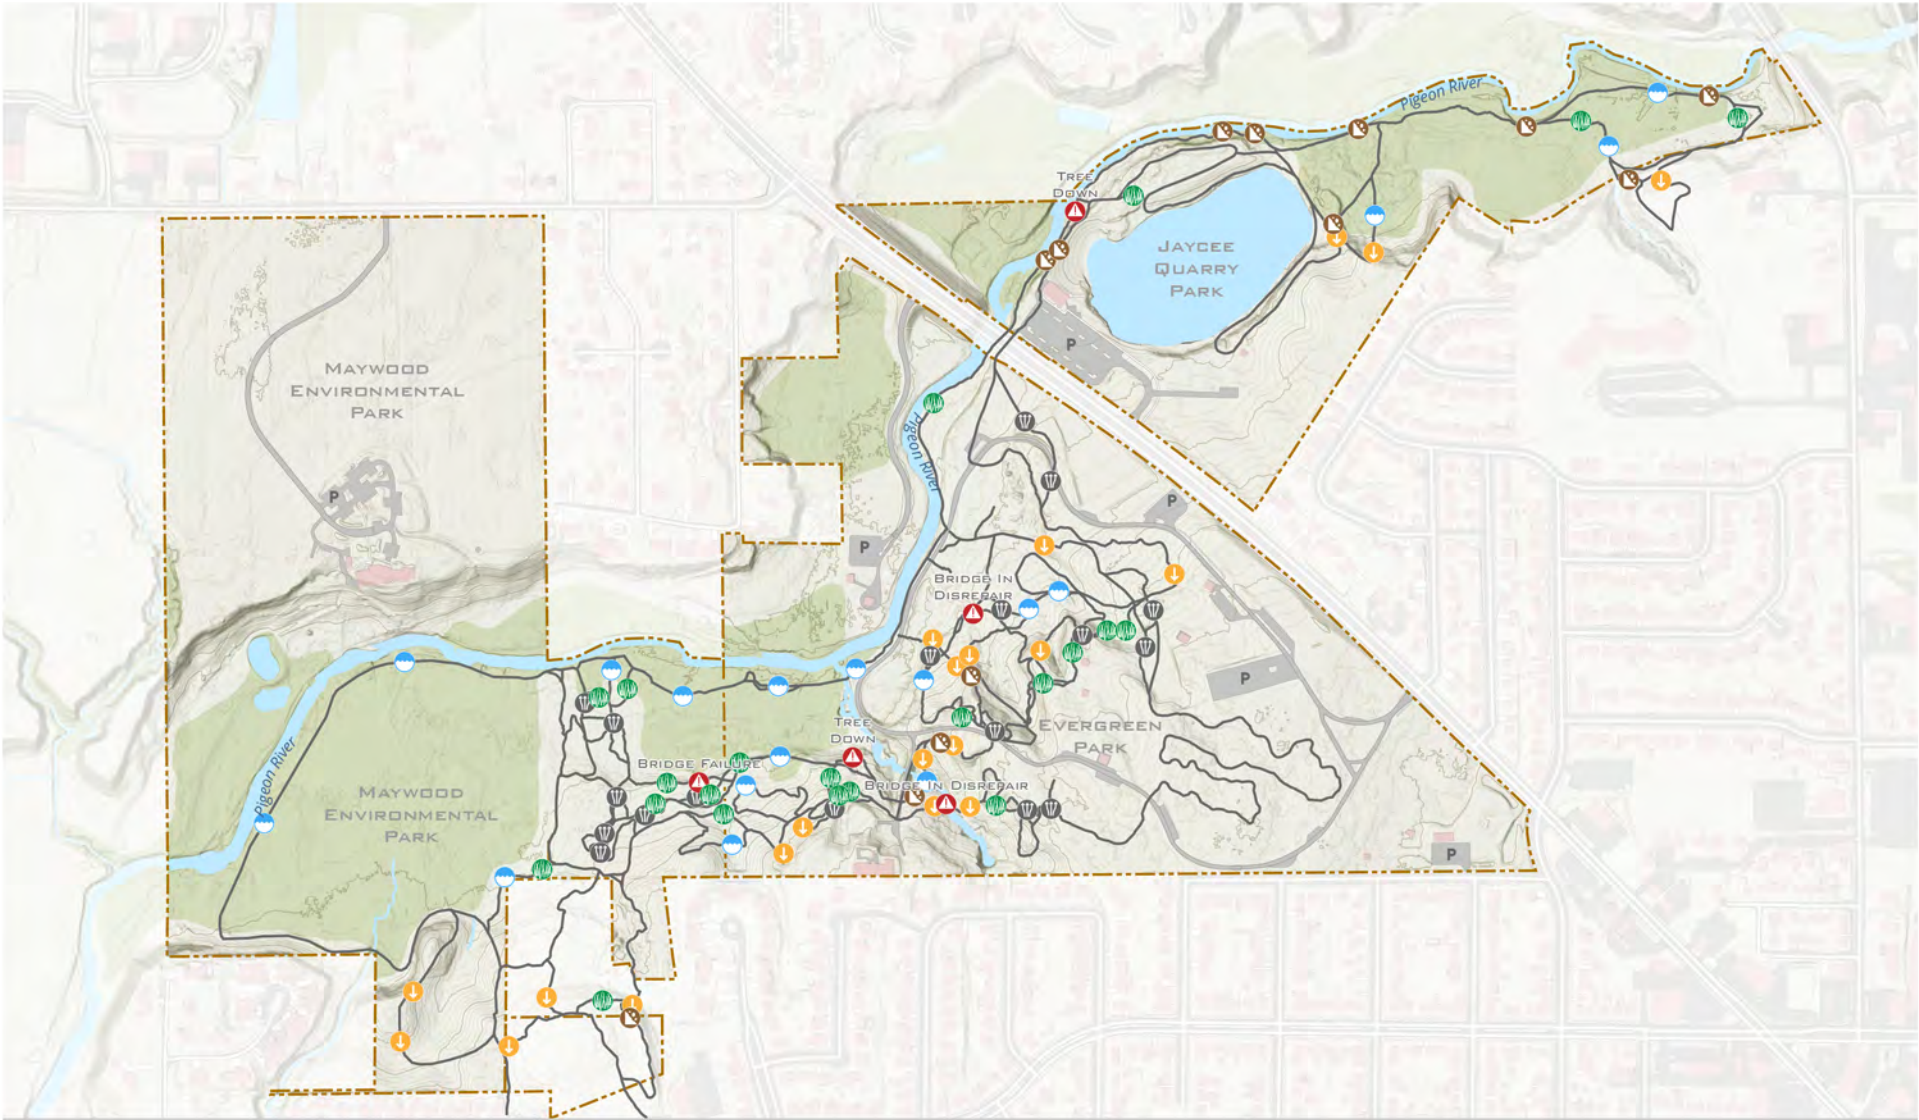 Pigeon River
TREE
DOWN
JAYCEE
QUARRY
PARK
P
MAYWOOD
ENVIRONMENTAL
PARK
P
Pigeon River
P
P
BRIDGE IN
DISREPAIR
P
TREE
DOWN
EVERGREEN
PARK
BRIDGE FAILURE
Pigeon River
MAYWOOD
ENVIRONMENTAL
PARK
BRIDGE IN DISREPAIR
P